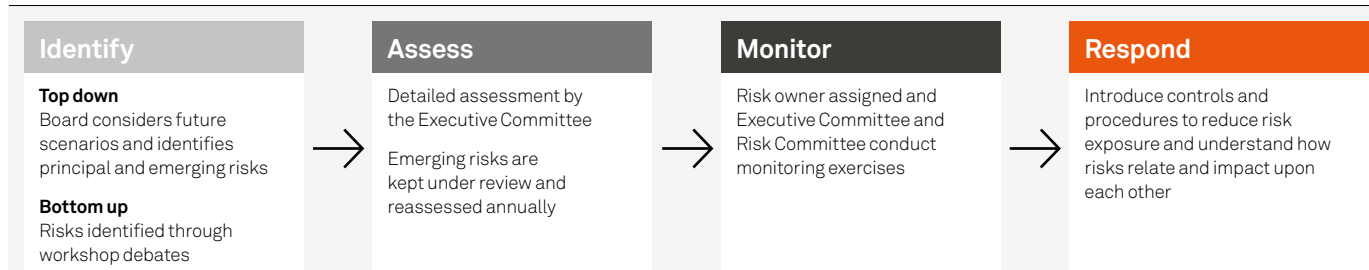 Identify
Top down
Board considers future
scenarios and identifies
principal and emerging risks
Bottom up
Risks identified through
workshop debates
Assess
Detailed assessment by
the Executive Committee
Emerging risks are
kept under review and
reassessed annually
Monitor
Risk owner assigned and
Executive Committee and
Risk Committee conduct
monitoring exercises
Respond
Introduce controls and
procedures to reduce risk
exposure and understand how
risks relate and impact upon
each other